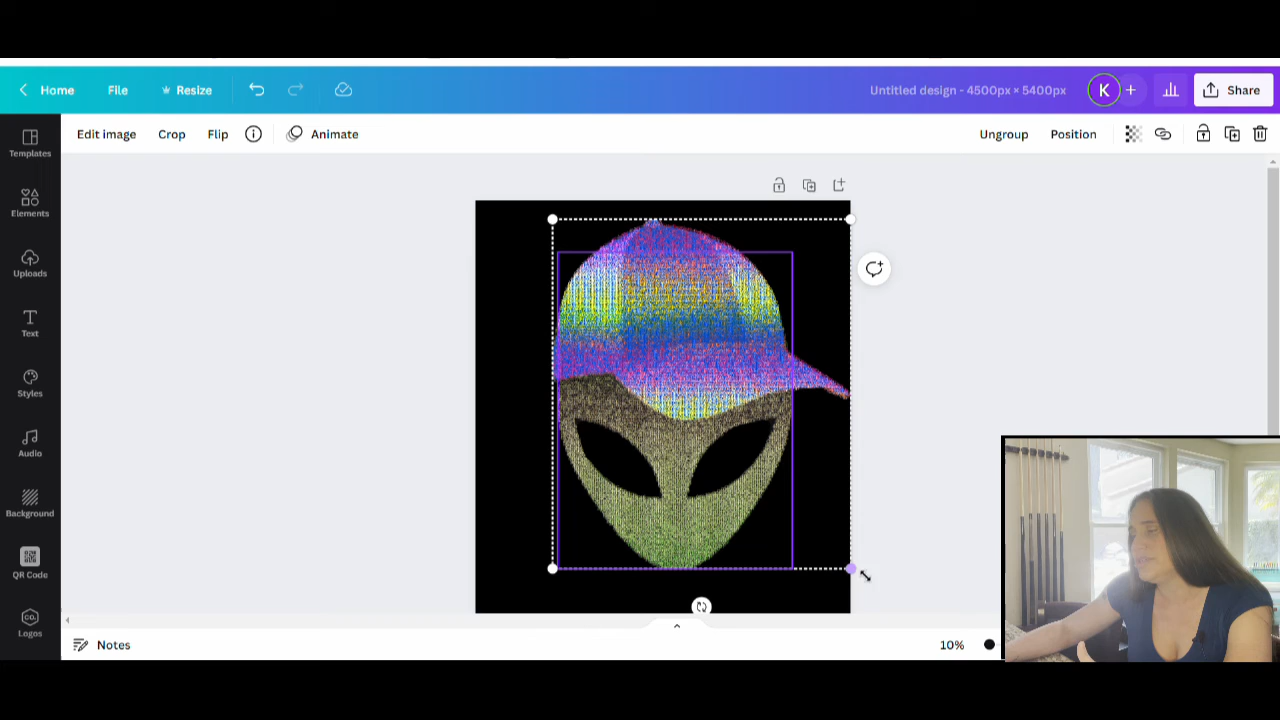 Home File Resize Untitled design - 4500px × 5400px K + Share
Edit image Crop Flip Animate Ungroup Position
Templates
Elements
Uploads
Text
Styles
Audio
Background
QR Code
CO.
Logos
Notes 10%